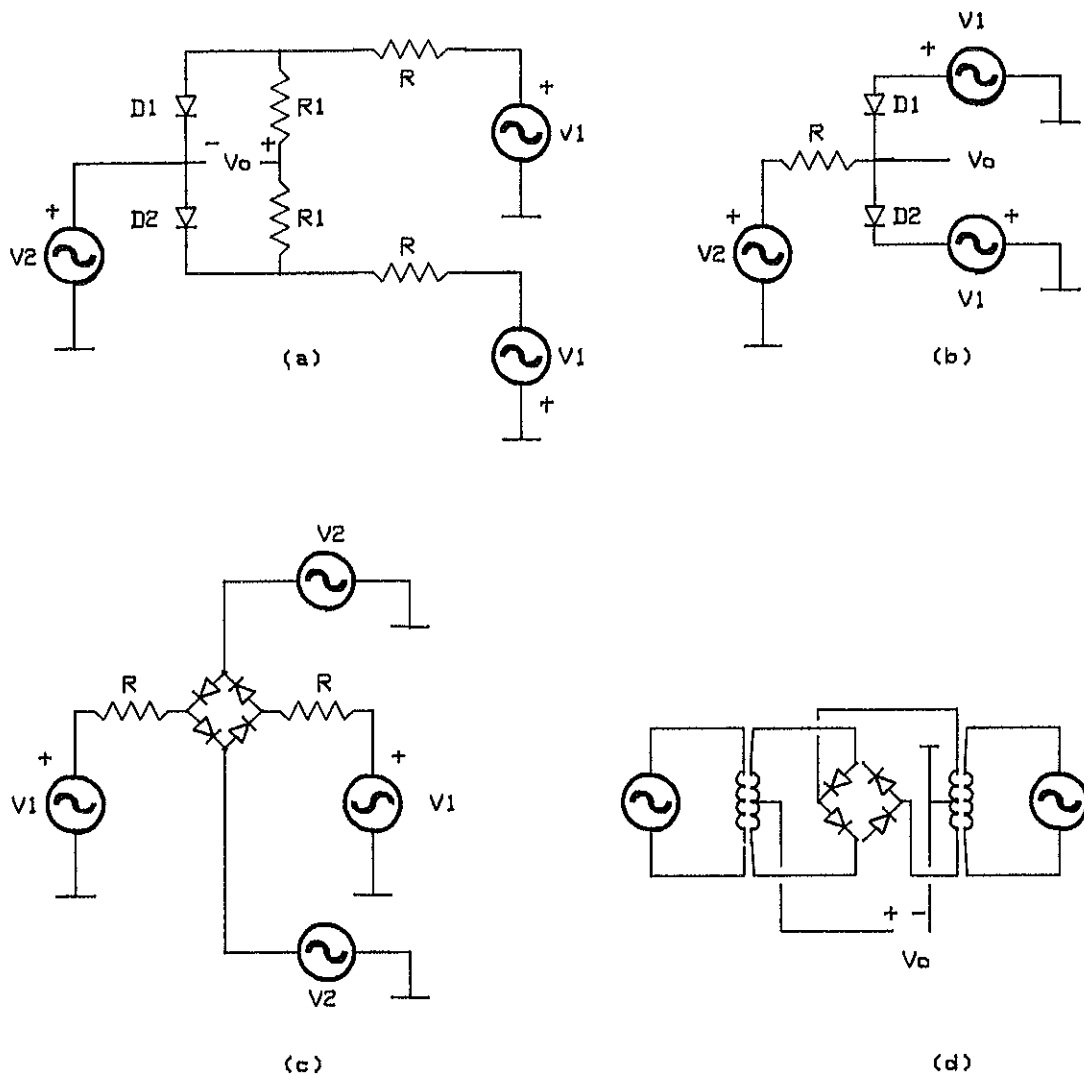 V1
+
R
R1
D1
+
V1
- Vo +
D2
R1
+
V2
R
V1
+
(a)
V1
+
D1
R
Vo
+
D2
+
V2
V1
(b)
V2
R
R
+
+
V1
V1
V2
(c)
+ -
Vo
(d)